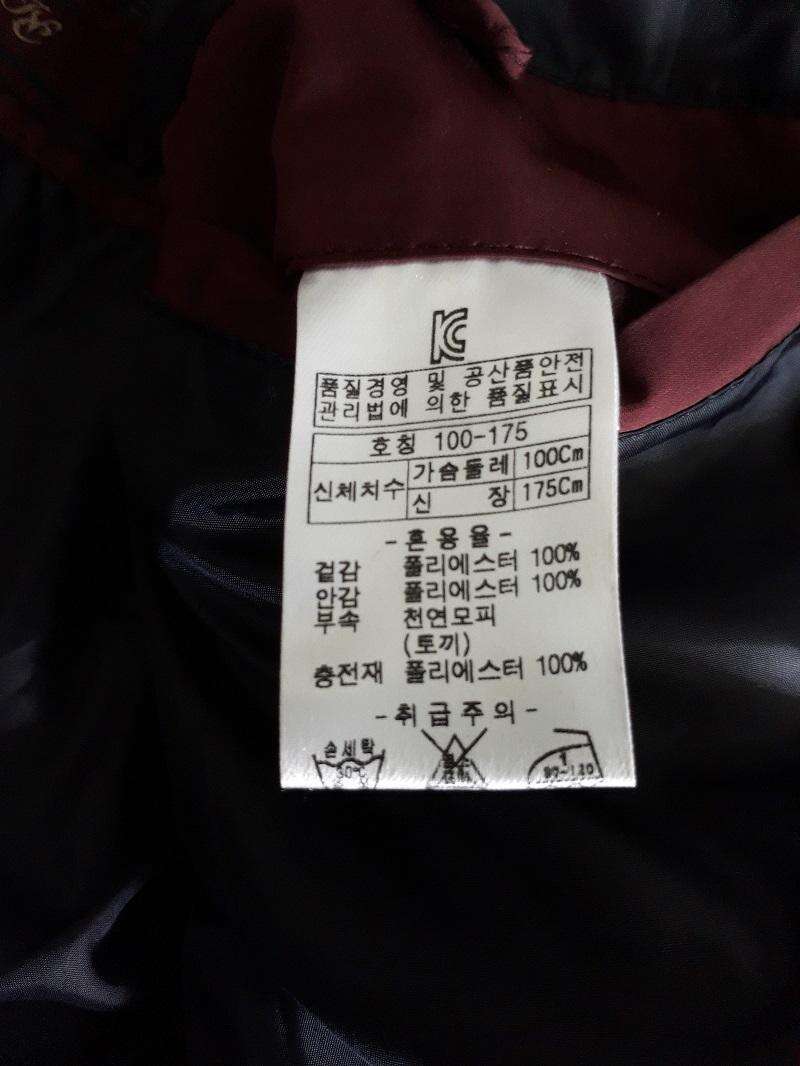 KC
품질경영 및 공산품안전
관리법에 의한 품질표시
호칭 100-175
신체치수 가슴둘레 100Cm
신 장 175Cm
-혼용율-
겉감 폴리에스터 100%
안감 폴리에스터 100%
부속 천연모피
(토끼)
충전재 폴리에스터 100%
-취급주의-
손세탁
30℃